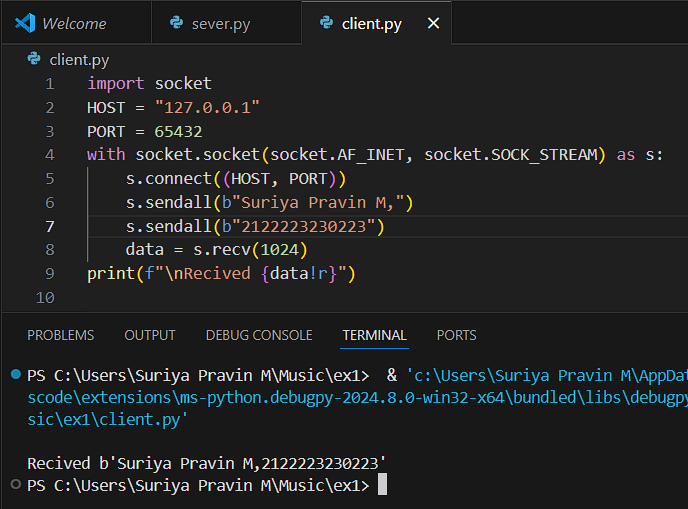 Welcome
sever.py
client.py
client.py
1 import socket
2 HOST = "127.0.0.1"
3 PORT = 65432
4 with socket.socket(socket.AF_INET, socket.SOCK_STREAM) as s:
5     s.connect((HOST, PORT))
6     s.sendall(b"Suriya Pravin M,")
7     s.sendall(b"2122223230223")
8     data = s.recv(1024)
9 print(f"\nRecived {data!r}")
10
PROBLEMS OUTPUT DEBUG CONSOLE TERMINAL PORTS
PS C:\Users\Suriya Pravin M\Music\ex1>  & 'c:\Users\Suriya Pravin M\AppDat
scode\extensions\ms-python.debugpy-2024.8.0-win32-x64\bundled\libs\debugpy
sic\ex1\client.py'
Recived b'Suriya Pravin M,2122223230223'
PS C:\Users\Suriya Pravin M\Music\ex1>